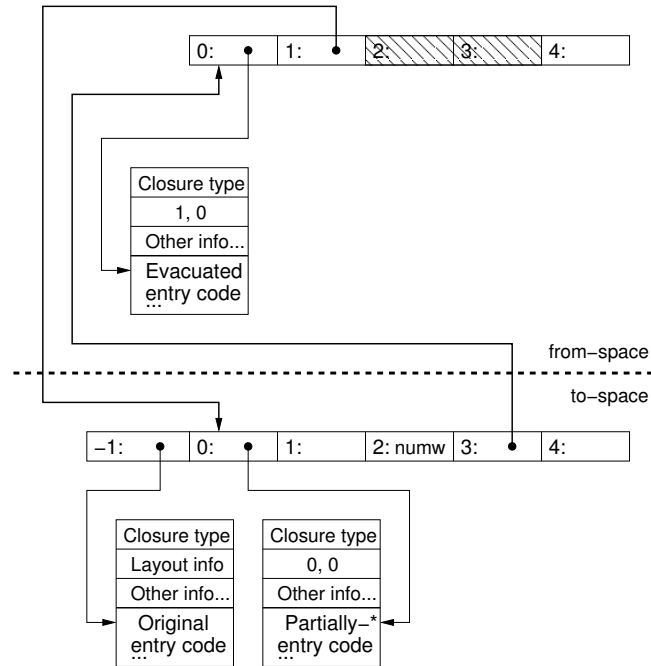 0: 1: 2: 3: 4:
Closure type
1, 0
Other info...
Evacuated
entry code
...
from−space
to−space
−1: 0: 1: 2: numw 3: 4:
Closure type
Layout info
Other info...
Original
entry code
...
Closure type
0, 0
Other info...
Partially−*
entry code
...